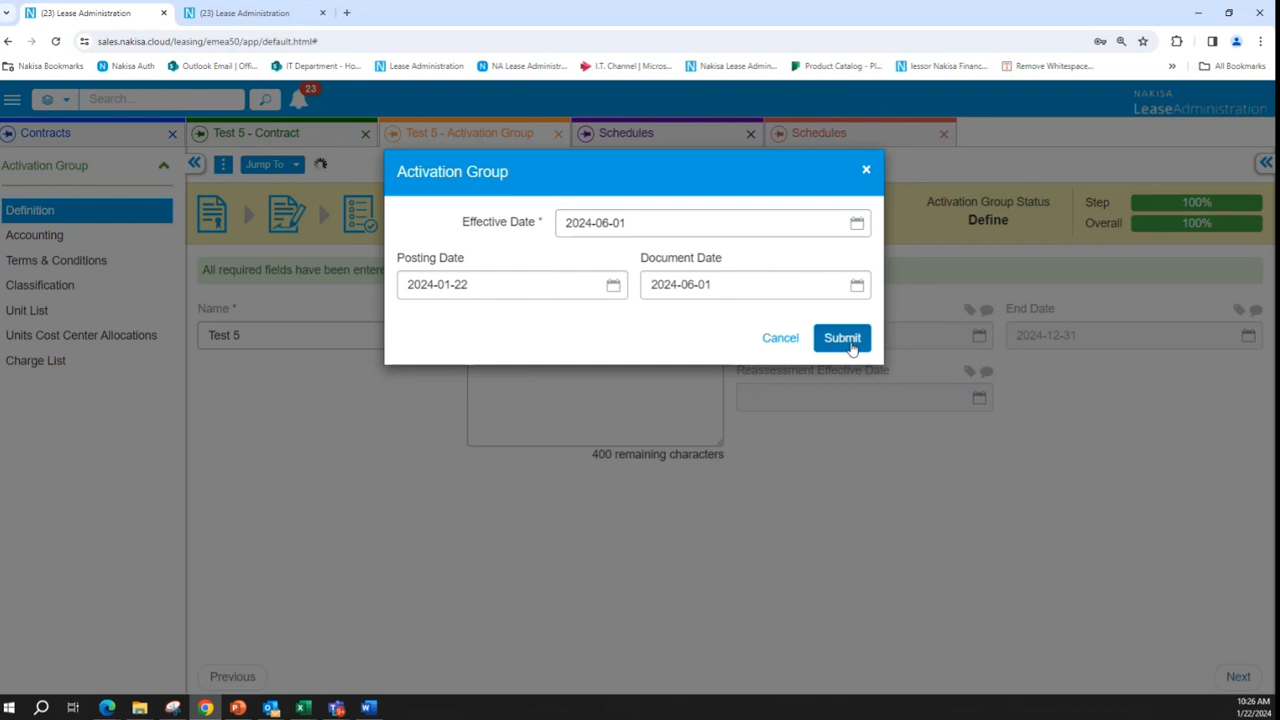 (23) Lease Administration
(23) Lease Administration
sales.nakisa.cloud/leasing/emea50/app/default.html#
Nakisa Bookmarks
Nakisa Auth
Outlook Email | Offi...
IT Department - Ho...
Lease Administration
NA Lease Administr...
I.T. Channel | Micros...
Nakisa Lease Admin...
Product Catalog - Pl...
lessor Nakisa Financ...
Remove Whitespace...
»
All Bookmarks
Search...
23
NAKISA
LeaseAdministration
Contracts
Test 5 - Contract
Test 5 - Activation Group
Schedules
Schedules
Activation Group
Jump To
Definition
Accounting
Terms & Conditions
Classification
Unit List
Units Cost Center Allocations
Charge List
Activation Group
Effective Date *
2024-06-01
Posting Date
Document Date
2024-01-22
2024-06-01
Cancel
Submit
Activation Group Status
Define
Step
100%
Overall
100%
All required fields have been entere
Name *
Test 5
End Date
2024-12-31
Reassessment Effective Date
400 remaining characters
Previous
Next
10:26 AM
1/22/2024